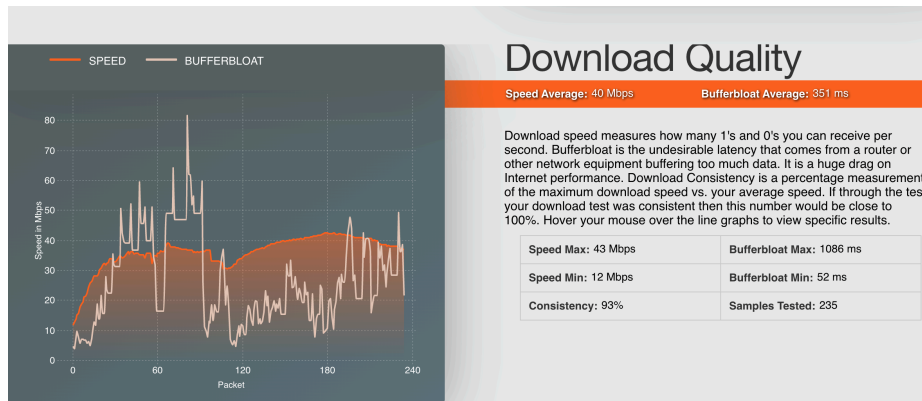 SPEED
BUFFERBLOAT
80
70
60
50
40
30
20
10
0
Speed in Mbps
0
60
120
180
240
Packet
Download Quality
Speed Average: 40 Mbps
Bufferbloat Average: 351 ms
Download speed measures how many 1's and 0's you can receive per
second. Bufferbloat is the undesirable latency that comes from a router or
other network equipment buffering too much data. It is a huge drag on
Internet performance. Download Consistency is a percentage measurement
of the maximum download speed vs. your average speed. If through the tes
your download test was consistent then this number would be close to
100%. Hover your mouse over the line graphs to view specific results.
Speed Max: 43 Mbps
Bufferbloat Max: 1086 ms
Speed Min: 12 Mbps
Bufferbloat Min: 52 ms
Consistency: 93%
Samples Tested: 235